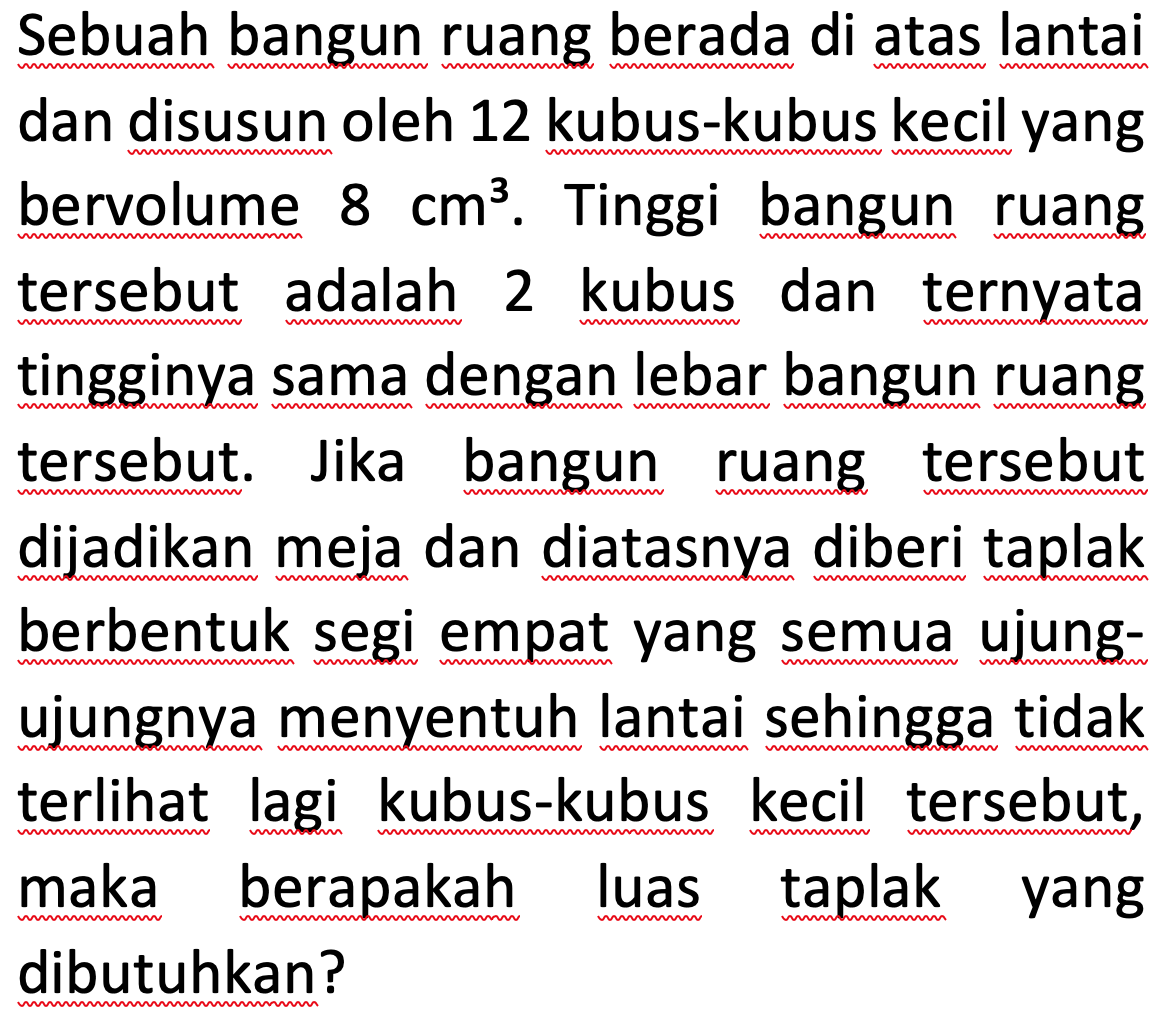 Sebuah bangun ruang berada di atas lantai
dan disusun oleh 12 kubus-kubus kecil yang
bervolume 8 cm³. Tinggi bangun ruang
tersebut adalah 2 kubus dan ternyata
tingginya sama dengan lebar bangun ruang
tersebut. Jika bangun ruang tersebut
dijadikan meja dan diatasnya diberi taplak
berbentuk segi empat yang semua ujung-
ujungnya menyentuh lantai sehingga tidak
terlihat lagi kubus-kubus kecil tersebut,
maka berapakah luas taplak yang
dibutuhkan?